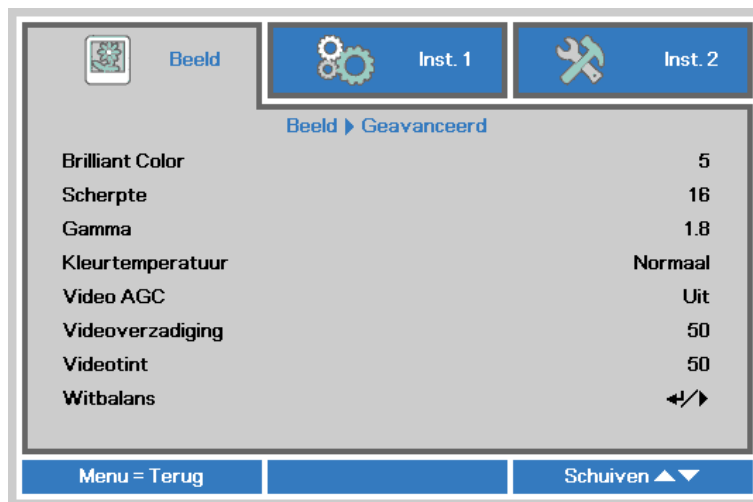 Beeld Inst. 1 Inst. 2
Beeld Geavanceerd
Brilliant Color 5
Scherpte 16
Gamma 1.8
Kleurtemperatuur Normaal
Video AGC Uit
Videoverzadiging 50
Videotint 50
Witbalans ↵/▶
Menu = Terug Schuiven ▲▼